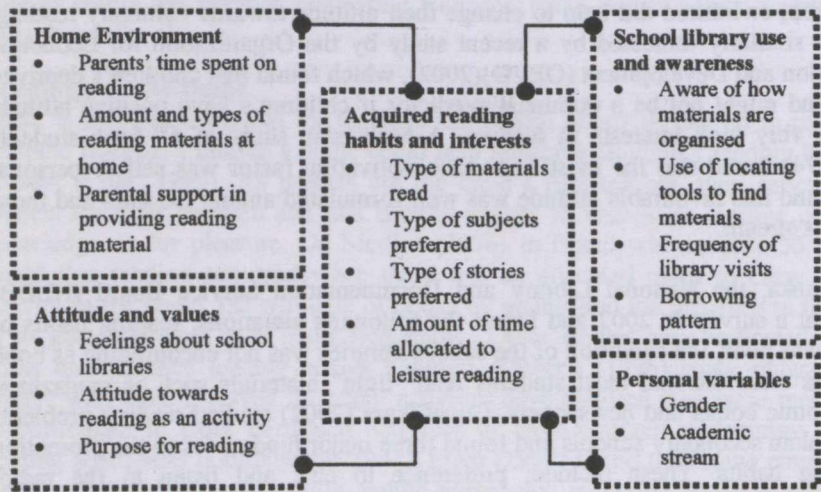 Home Environment
• Parents' time spent on
reading
• Amount and types of
reading materials at
home
• Parental support in
providing reading
material
Attitude and values
• Feelings about school
libraries
• Attitude towards
reading as an activity
• Purpose for reading
Acquired reading
habits and interests
• Type of materials
read
• Type of subjects
preferred
• Type of stories
preferred
• Amount of time
allocated to
leisure reading
School library use
and awareness
• Aware of how
materials are
organised
• Use of locating
tools to find
materials
• Frequency of
library visits
• Borrowing
pattern
Personal variables
• Gender
• Academic
stream